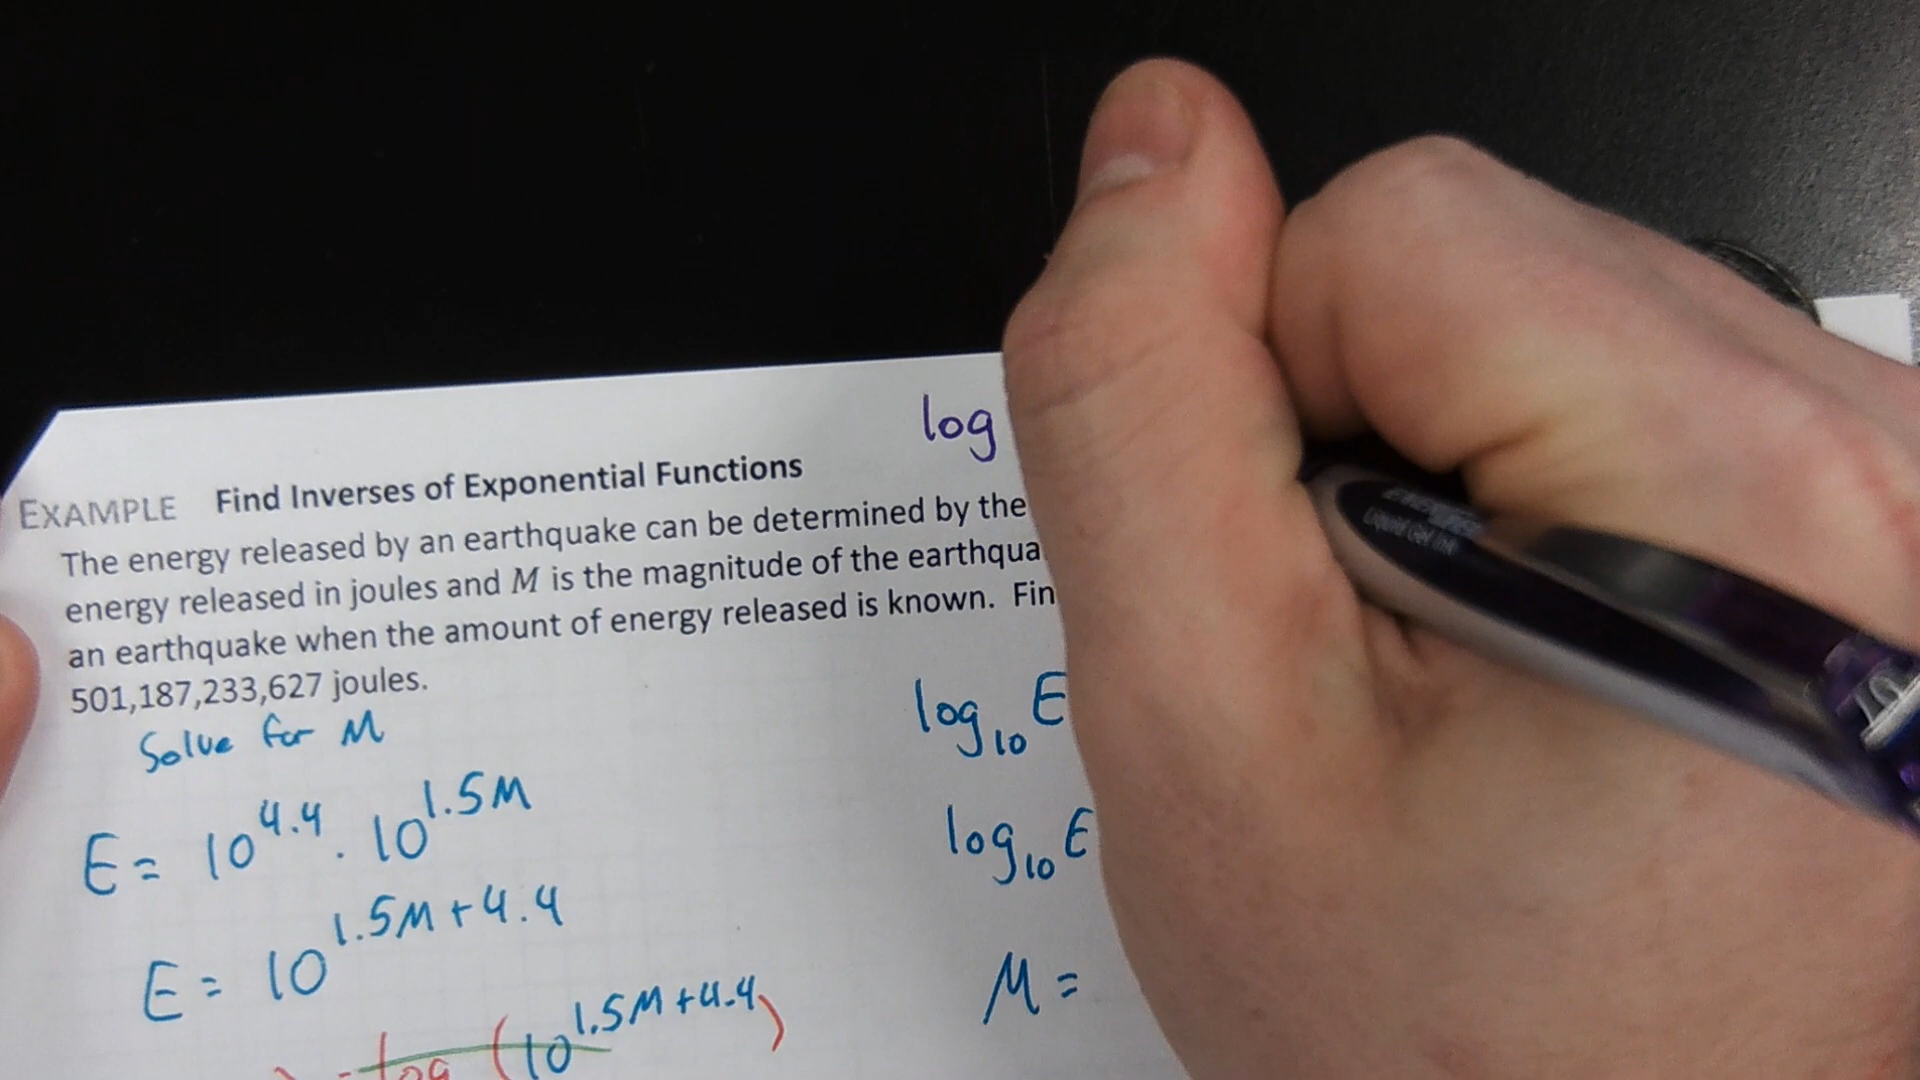 log
EXAMPLE Find Inverses of Exponential Functions
The energy released by an earthquake can be determined by the
energy released in joules and M is the magnitude of the
an earthquake when the amount of energy released is known.
501,187,233,627 joules.
Solve for M
E = 10^4.4 · 10^1.5M
E = 10^1.5M+4.4
log (10^1.5M+4.4)
log₁₀ E
log₁₀ E
M =
Liquid Gel Ink